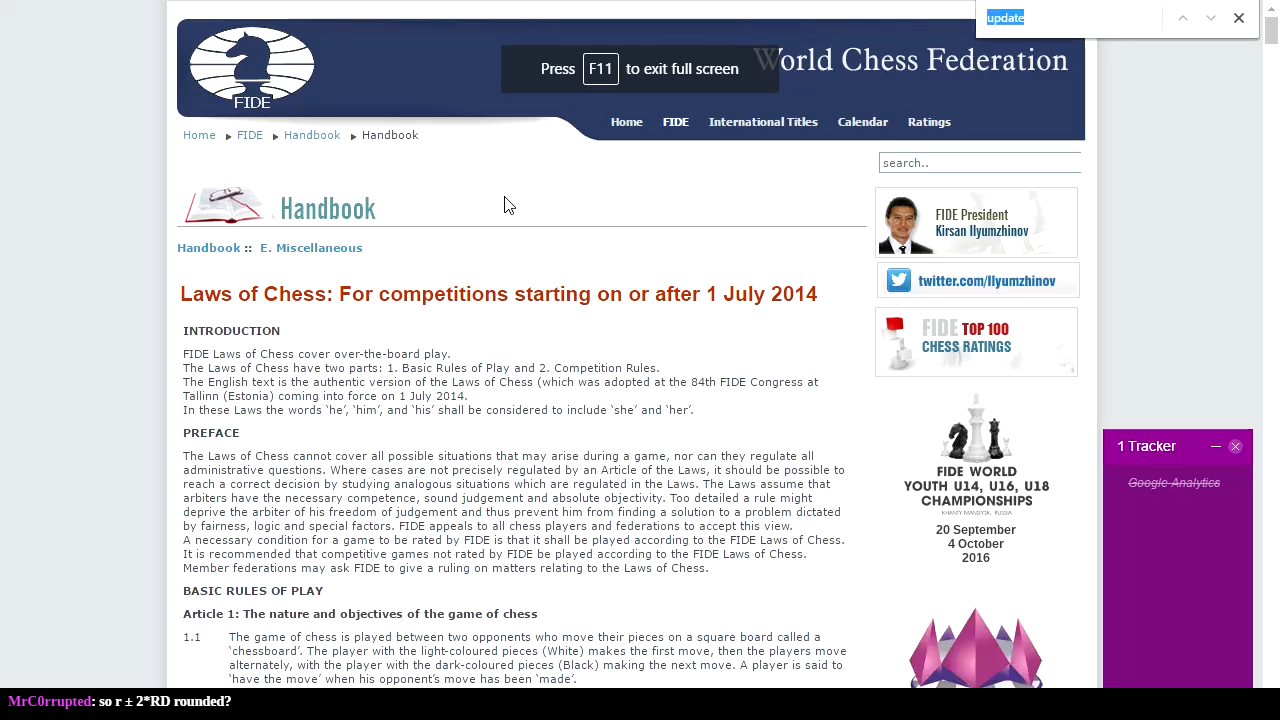 update
World Chess Federation
Press F11 to exit full screen
FIDE
Home FIDE International Titles Calendar Ratings
Home FIDE Handbook Handbook
search..
Handbook
FIDE President
Kirsan Ilyumzhinov
Handbook :: E. Miscellaneous
twitter.com/Ilyumzhinov
Laws of Chess: For competitions starting on or after 1 July 2014
FIDE TOP 100
CHESS RATINGS
INTRODUCTION
FIDE Laws of Chess cover over-the-board play.
The Laws of Chess have two parts: 1. Basic Rules of Play and 2. Competition Rules.
The English text is the authentic version of the Laws of Chess (which was adopted at the 84th FIDE Congress at
Tallinn (Estonia) coming into force on 1 July 2014.
In these Laws the words ‘he’, ‘him’, and ‘his’ shall be considered to include ‘she’ and ‘her’.
PREFACE
The Laws of Chess cannot cover all possible situations that may arise during a game, nor can they regulate all
administrative questions. Where cases are not precisely regulated by an Article of the Laws, it should be possible to
reach a correct decision by studying analogous situations which are regulated in the Laws. The Laws assume that
arbiters have the necessary competence, sound judgement and absolute objectivity. Too detailed a rule might
deprive the arbiter of his freedom of judgement and thus prevent him from finding a solution to a problem dictated
by fairness, logic and special factors. FIDE appeals to all chess players and federations to accept this view.
A necessary condition for a game to be rated by FIDE is that it shall be played according to the FIDE Laws of Chess.
It is recommended that competitive games not rated by FIDE be played according to the FIDE Laws of Chess.
Member federations may ask FIDE to give a ruling on matters relating to the Laws of Chess.
FIDE WORLD
YOUTH U14, U16, U18
CHAMPIONSHIPS
KHANTY MANSIYSK, RUSSIA
20 September
4 October
2016
1 Tracker
Google Analytics
BASIC RULES OF PLAY
Article 1: The nature and objectives of the game of chess
1.1 The game of chess is played between two opponents who move their pieces on a square board called a
‘chessboard’. The player with the light-coloured pieces (White) makes the first move, then the players move
alternately, with the player with the dark-coloured pieces (Black) making the next move. A player is said to
‘have the move’ when his opponent’s move has been ‘made’.
MrC0rrupted: so r ± 2*RD rounded?